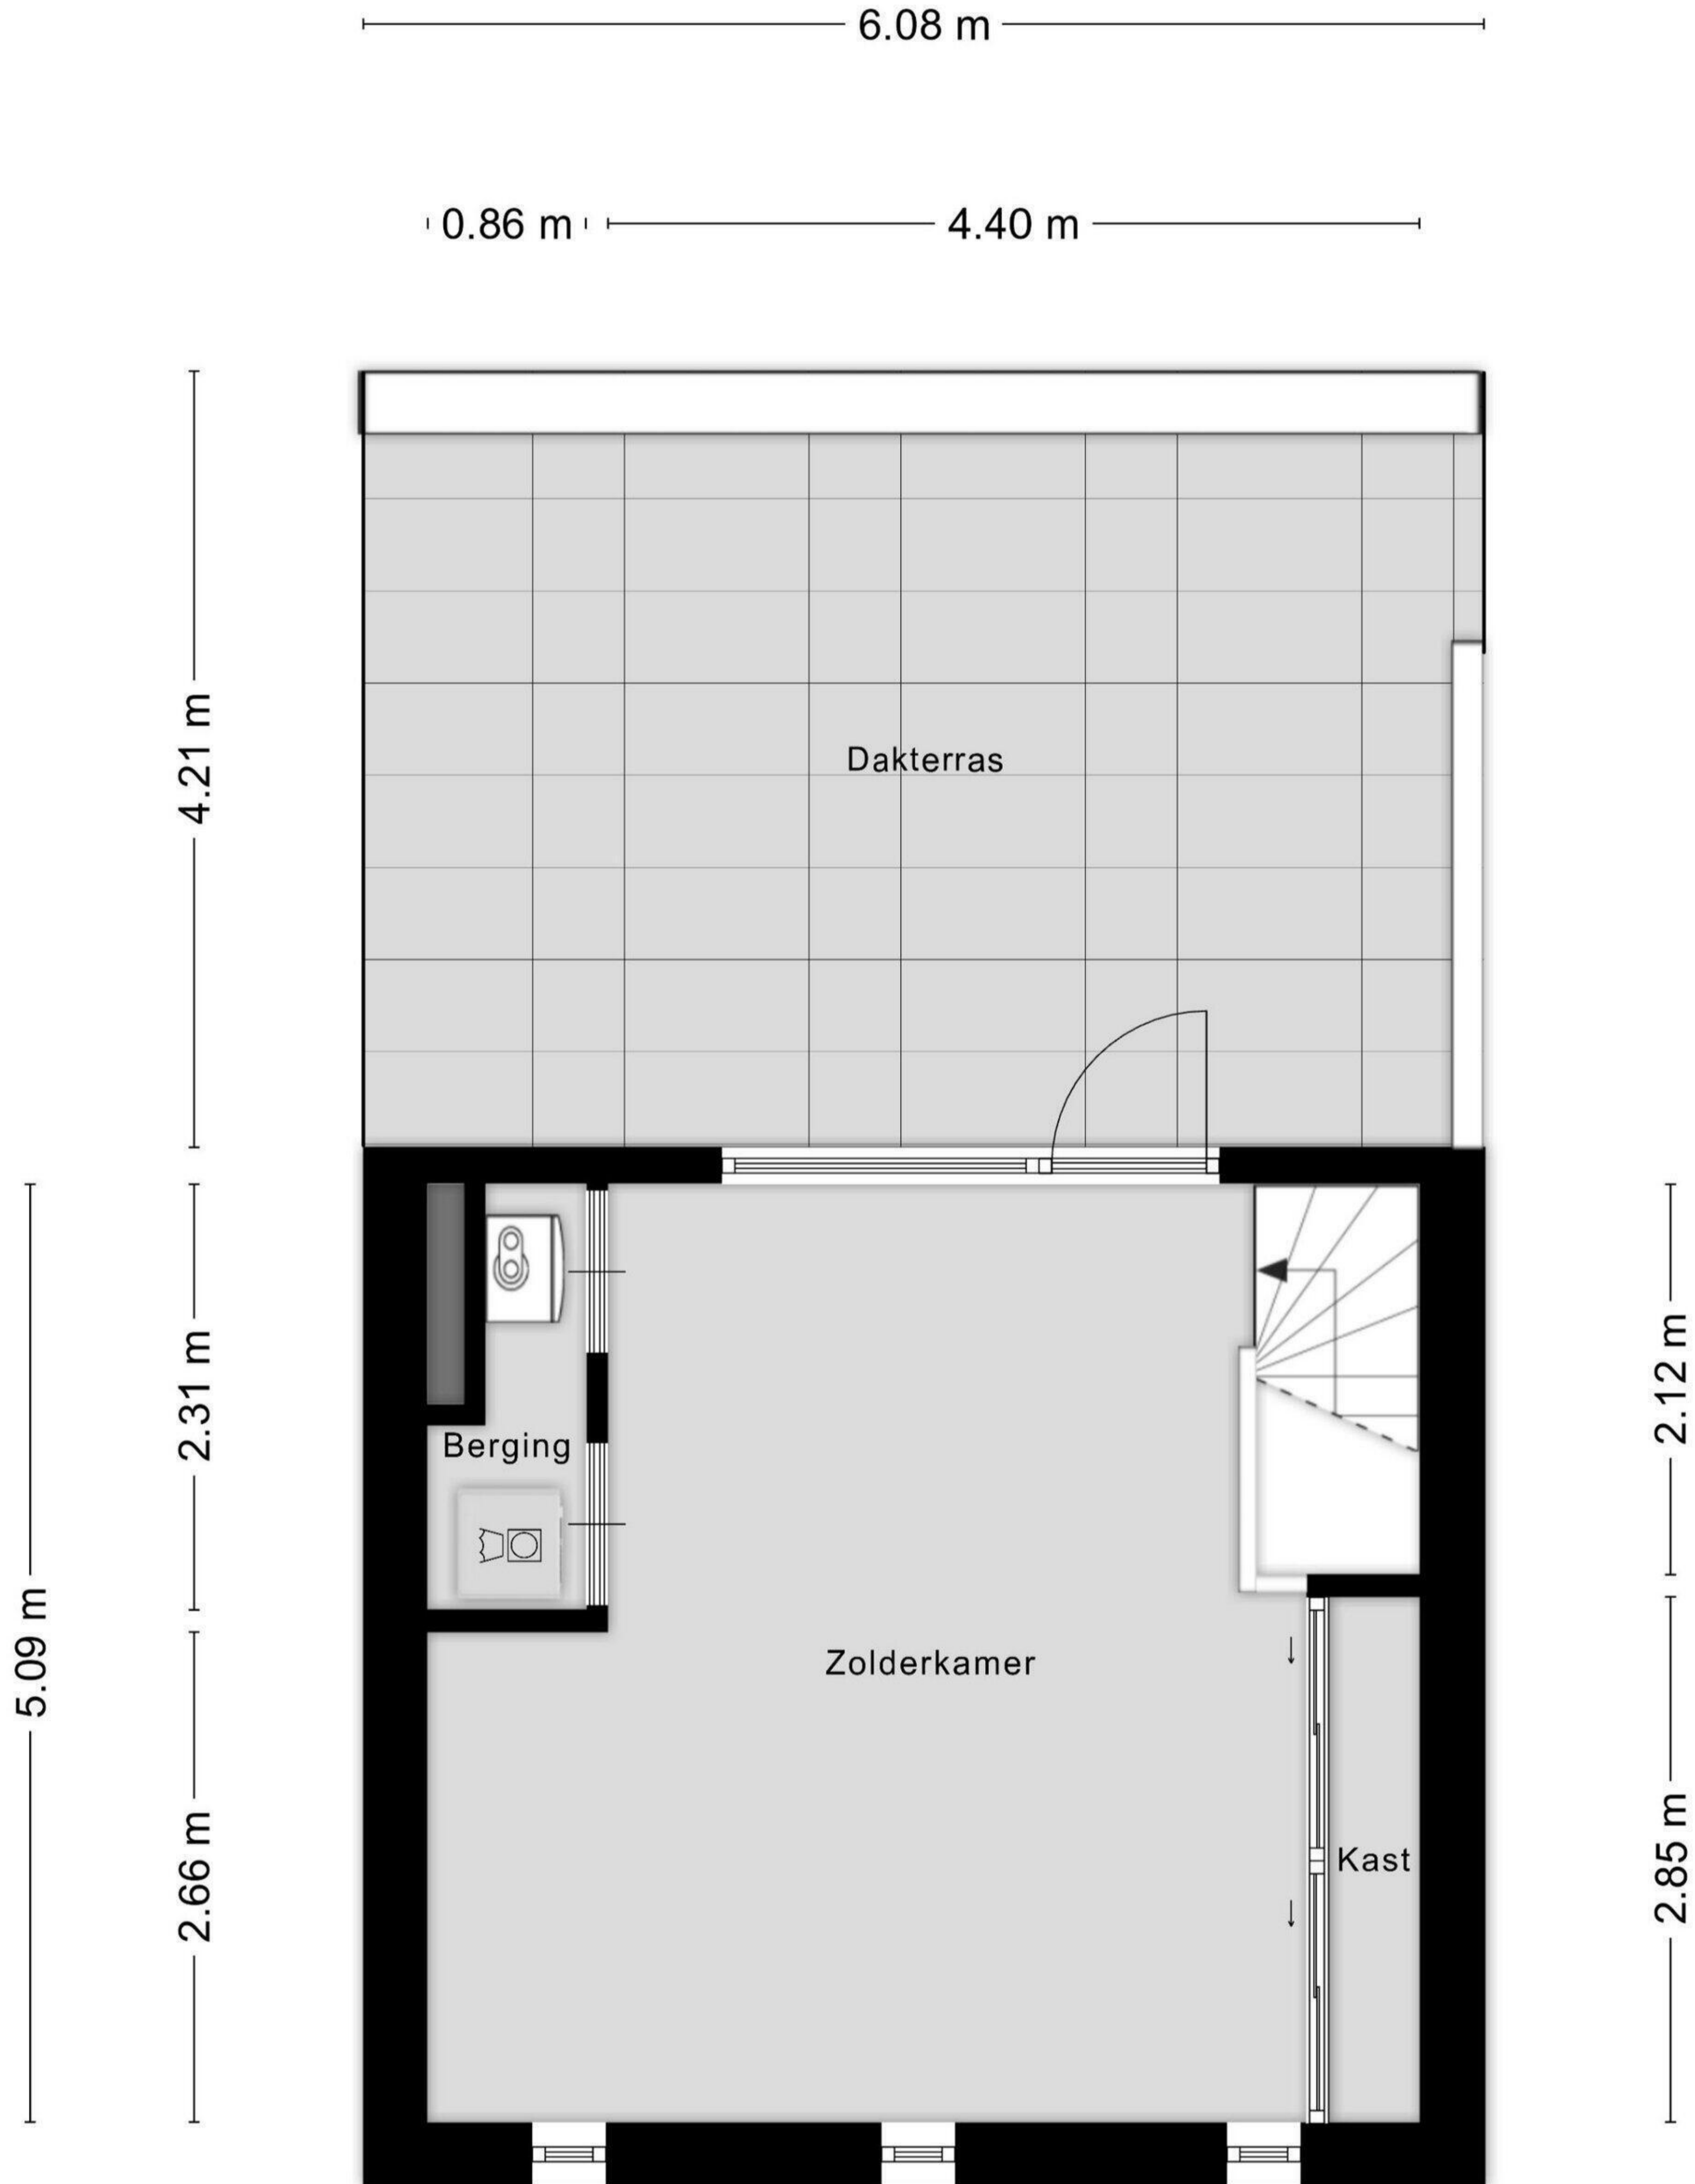 6.08 m
0.86 m
4.40 m
4.21 m
Dakterras
2.31 m
2.12 m
Berging
5.09 m
Zolderkamer
2.66 m
2.85 m
Kast